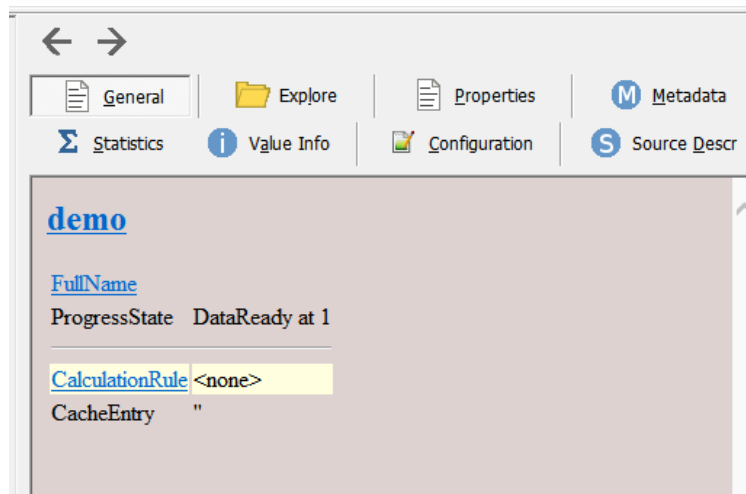 General Explore Properties M Metadata
Σ Statistics i Value Info Configuration S Source Descr
demo
FullName
ProgressState DataReady at 1
CalculationRule <none>
CacheEntry "